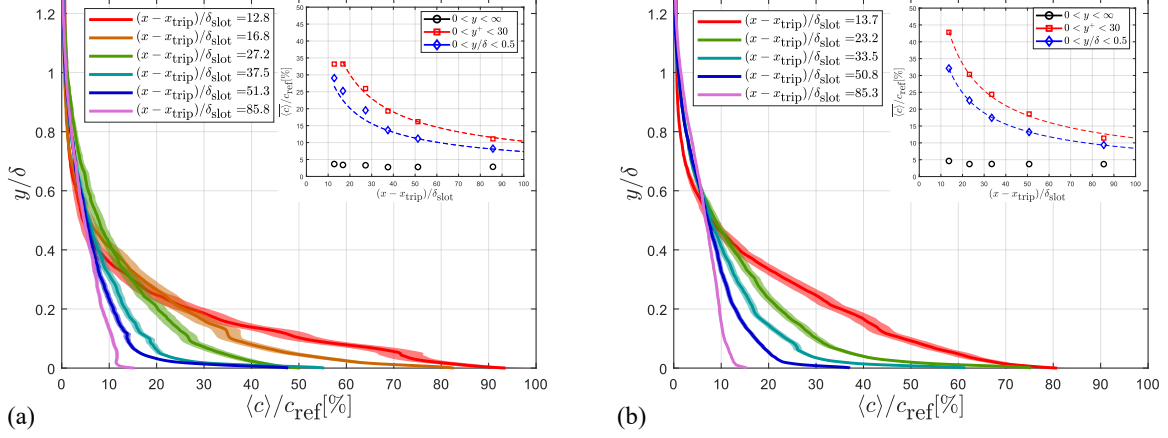 1.2
1
0.8
0.6
0.4
0.2
0
y/δ
0 10 20 30 40 50 60 70 80 90 100
⟨c⟩/c_ref[%]
(a)
(x − x_trip)/δ_slot =12.8
(x − x_trip)/δ_slot =16.8
(x − x_trip)/δ_slot =27.2
(x − x_trip)/δ_slot =37.5
(x − x_trip)/δ_slot =51.3
(x − x_trip)/δ_slot =85.8
50
45
40
35
30
25
20
15
10
5
0
⟨c⟩/c_ref[%]
0 10 20 30 40 50 60 70 80 90 100
(x − x_trip)/δ_slot
0 < y < ∞
0 < y⁺ < 30
0 < y/δ < 0.5
1.2
1
0.8
0.6
0.4
0.2
0
y/δ
0 10 20 30 40 50 60 70 80 90 100
⟨c⟩/c_ref[%]
(b)
(x − x_trip)/δ_slot =13.7
(x − x_trip)/δ_slot =23.2
(x − x_trip)/δ_slot =33.5
(x − x_trip)/δ_slot =50.8
(x − x_trip)/δ_slot =85.3
50
45
40
35
30
25
20
15
10
5
0
⟨c⟩/c_ref[%]
0 10 20 30 40 50 60 70 80 90 100
(x − x_trip)/δ_slot
0 < y < ∞
0 < y⁺ < 30
0 < y/δ < 0.5